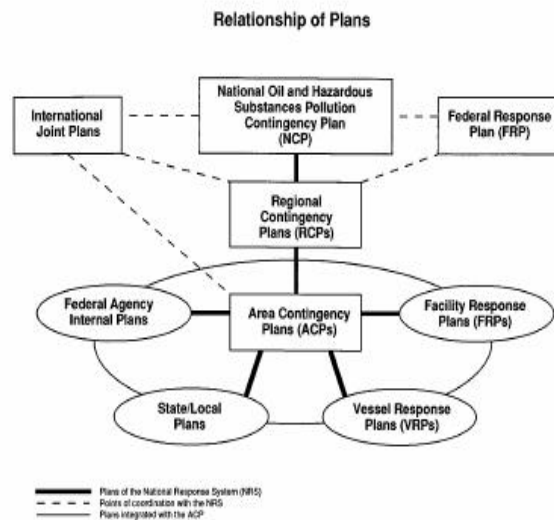 Relationship of Plans
National Oil and Hazardous
Substances Pollution
Contingency Plan
(NCP)
International
Joint Plans
Federal Response
Plan (FRP)
Regional
Contingency
Plans (RCPs)
Federal Agency
Internal Plans
Area Contingency
Plans (ACPs)
Facility Response
Plans (FRPs)
State/Local
Plans
Vessel Response
Plans (VRPs)
Plans of the National Response System (NRS)
Points of coordination with the NRS
Plans integrated with the ACP